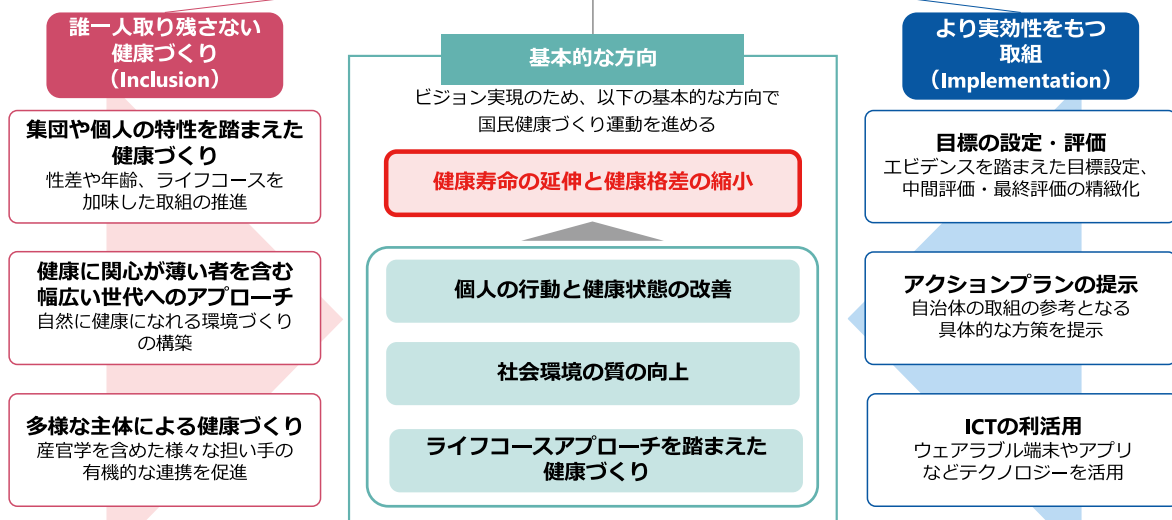 誰一人取り残さない
健康づくり
（Inclusion）
集団や個人の特性を踏まえた
健康づくり
性差や年齢、ライフコースを
加味した取組の推進
健康に関心が薄い者を含む
幅広い世代へのアプローチ
自然に健康になれる環境づくり
の構築
多様な主体による健康づくり
産官学を含めた様々な担い手の
有機的な連携を促進
基本的な方向
ビジョン実現のため、以下の基本的な方向で
国民健康づくり運動を進める
健康寿命の延伸と健康格差の縮小
個人の行動と健康状態の改善
社会環境の質の向上
ライフコースアプローチを踏まえた
健康づくり
より実効性をもつ
取組
（Implementation）
目標の設定・評価
エビデンスを踏まえた目標設定、
中間評価・最終評価の精緻化
アクションプランの提示
自治体の取組の参考となる
具体的な方策を提示
ICTの利活用
ウェアラブル端末やアプリ
などテクノロジーを活用